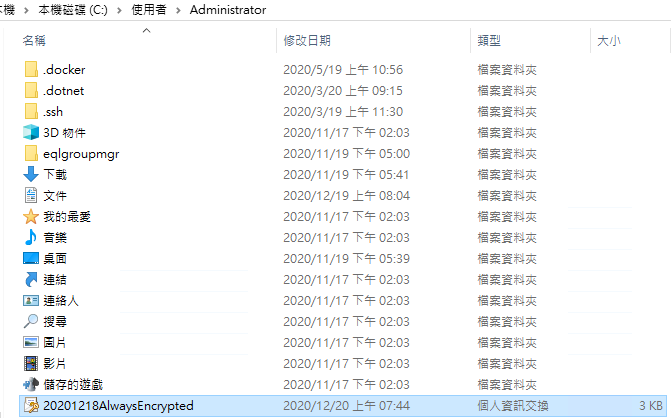 本機 › 本機磁碟 (C:) › 使用者 › Administrator
名稱 修改日期 類型 大小
.docker 2020/5/19 上午 10:56 檔案資料夾
.dotnet 2020/3/20 上午 09:15 檔案資料夾
.ssh 2020/3/19 上午 11:30 檔案資料夾
3D 物件 2020/11/17 下午 02:03 檔案資料夾
eqlgroupmgr 2020/11/19 下午 05:00 檔案資料夾
下載 2020/11/19 下午 05:41 檔案資料夾
文件 2020/12/19 上午 08:04 檔案資料夾
我的最愛 2020/11/17 下午 02:03 檔案資料夾
音樂 2020/11/17 下午 02:03 檔案資料夾
桌面 2020/11/19 下午 05:39 檔案資料夾
連結 2020/11/17 下午 02:03 檔案資料夾
連絡人 2020/11/17 下午 02:03 檔案資料夾
搜尋 2020/11/17 下午 02:03 檔案資料夾
圖片 2020/11/17 下午 02:03 檔案資料夾
影片 2020/11/17 下午 02:03 檔案資料夾
儲存的遊戲 2020/11/17 下午 02:03 檔案資料夾
20201218AlwaysEncrypted 2020/12/20 上午 07:44 個人資訊交換 3 KB